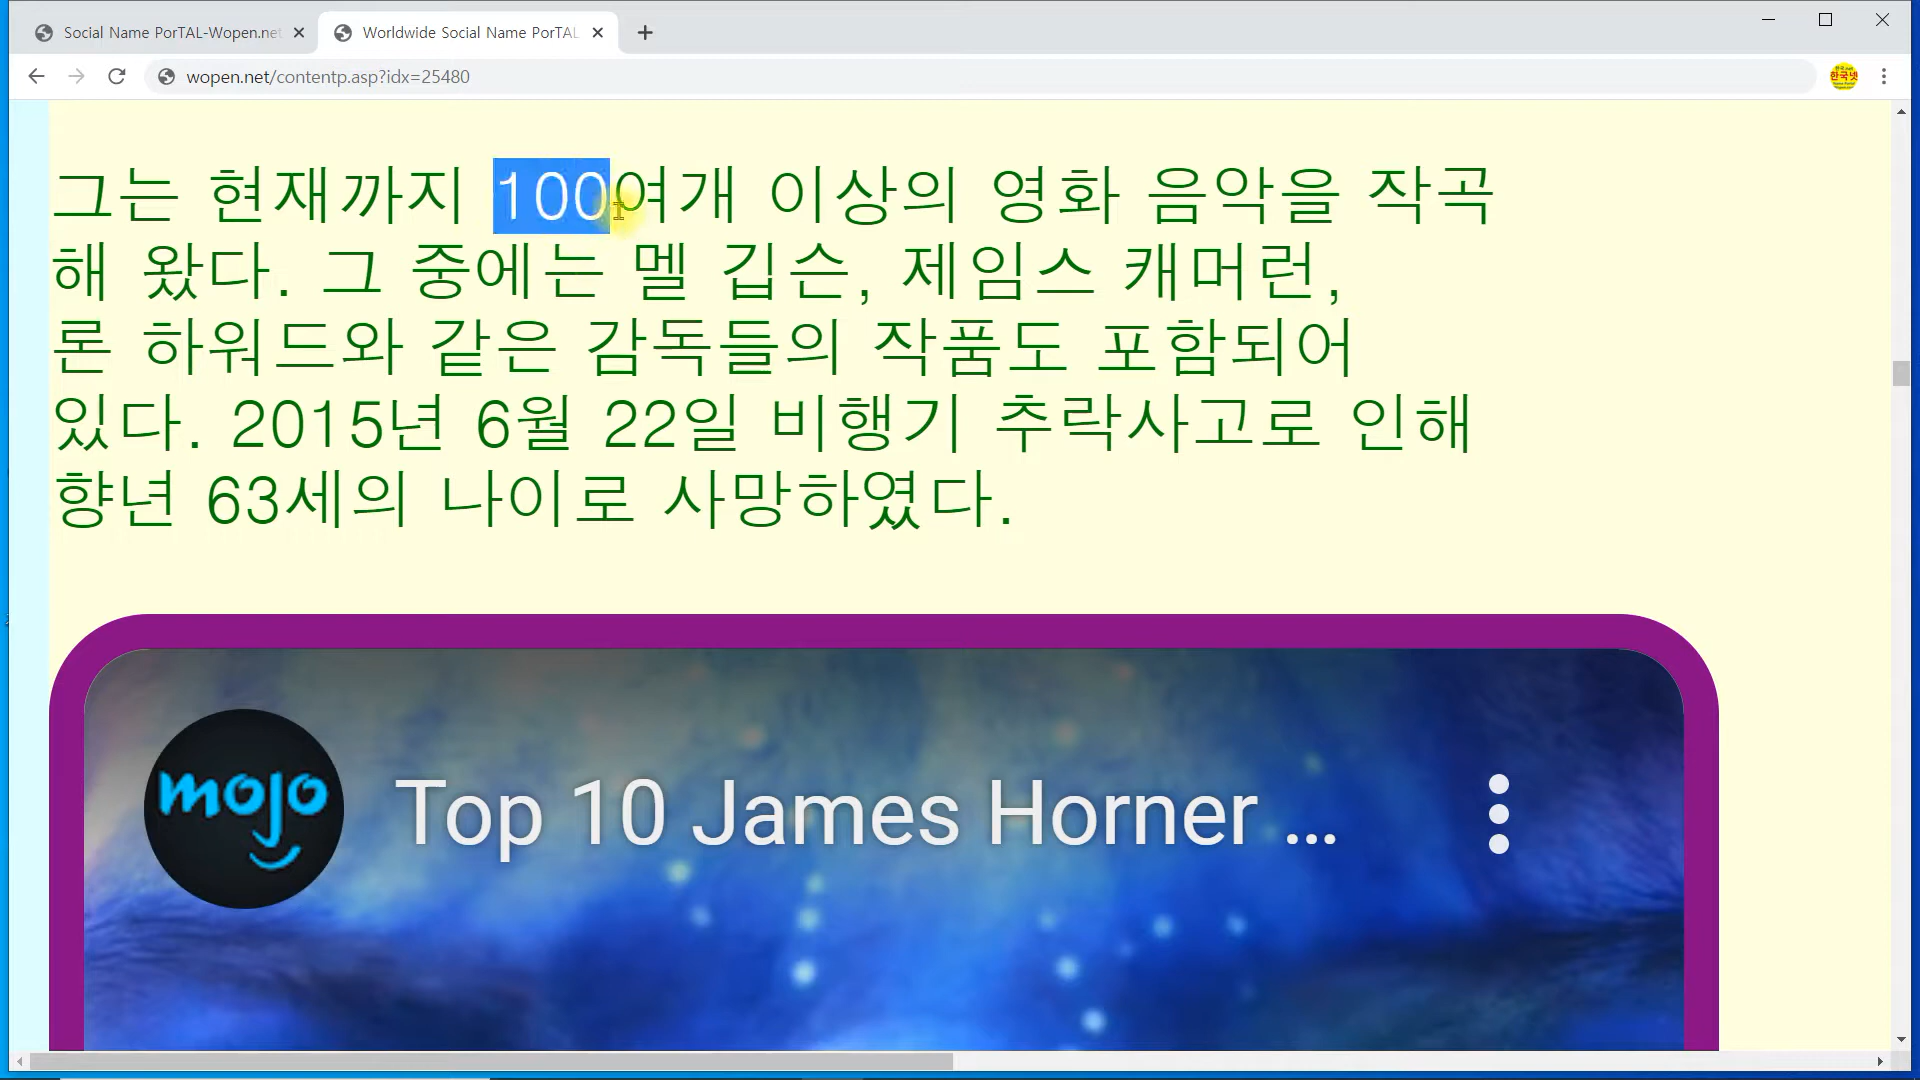 Social Name PorTAL-Wopen.net
Worldwide Social Name PorTAL
wopen.net/contentp.asp?idx=25480
한국넷
그는 현재까지 100여개 이상의 영화 음악을 작곡
해 왔다. 그 중에는 멜 깁슨, 제임스 캐머런,
론 하워드와 같은 감독들의 작품도 포함되어
있다. 2015년 6월 22일 비행기 추락사고로 인해
향년 63세의 나이로 사망하였다.
mojo
Top 10 James Horner ...